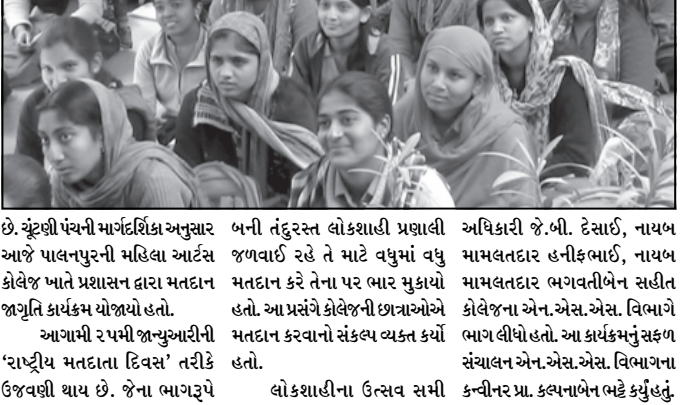 છે. ચૂંટણી પંચની માર્ગદર્શિકા અનુસાર
આજે પાલનપુરની મહિલા આર્ટસ
કોલેજ ખાતે પ્રશાસન દ્વારા મતદાન
જાગૃતિ કાર્યક્રમ યોજાયો હતો.
આગામી ૨૫મી જાન્યુઆરીની
‘રાષ્ટ્રીય મતદાતા દિવસ’ તરીકે
ઉજવણી થાય છે. જેના ભાગરૂપે
બની તંદુરસ્ત લોકશાહી પ્રણાલી
જળવાઈ રહે તે માટે વધુમાં વધુ
મતદાન કરે તેના પર ભાર મુકાયો
હતો. આ પ્રસંગે કોલેજની છાત્રાઓએ
મતદાન કરવાનો સંકલ્પ વ્યક્ત કર્યો
હતો.
લોકશાહીના ઉત્સવ સમી
અધિકારી જે.બી. દેસાઈ, નાયબ
મામલતદાર હનીફભાઈ, નાયબ
મામલતદાર ભગવતીબેન સહીત
કોલેજના એન.એસ.એસ. વિભાગે
ભાગ લીધો હતો. આ કાર્યક્રમનું સફળ
સંચાલન એન.એસ.એસ. વિભાગના
કન્વીનર પ્રા. કલ્પનાબેન ભટ્ટે કર્યું હતું.